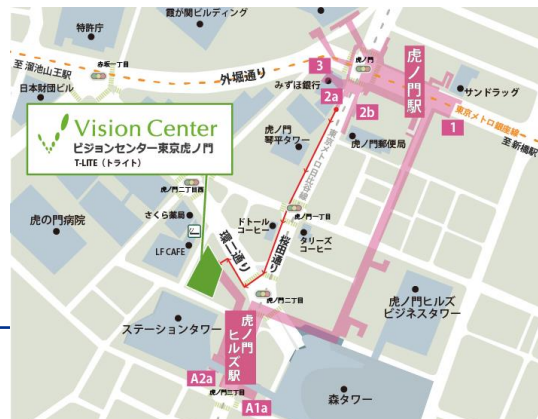 霞が関ビルディング
特許庁
至 溜池山王駅
赤坂一丁目
外堀通り
日本財団ビル
3
みずほ銀行
虎ノ門
虎ノ門駅
サンドラッグ
2a
2b
1
東京メトロ銀座線
至 新橋駅
Vision Center
ビジョンセンター東京虎ノ門
T-LITE（トライト）
虎ノ門
琴平タワー
東京メトロ日比谷線
虎ノ門郵便局
虎ノ門二丁目西
さくら薬局
虎の門病院
LF CAFE
環二通り
ドトール
コーヒー
虎ノ門一丁目
桜田通り
タリーズ
コーヒー
虎ノ門二丁目
虎ノ門ヒルズ
ビジネスタワー
ステーションタワー
虎ノ門
ヒルズ駅
A2a
虎ノ門三丁目
A1a
森タワー